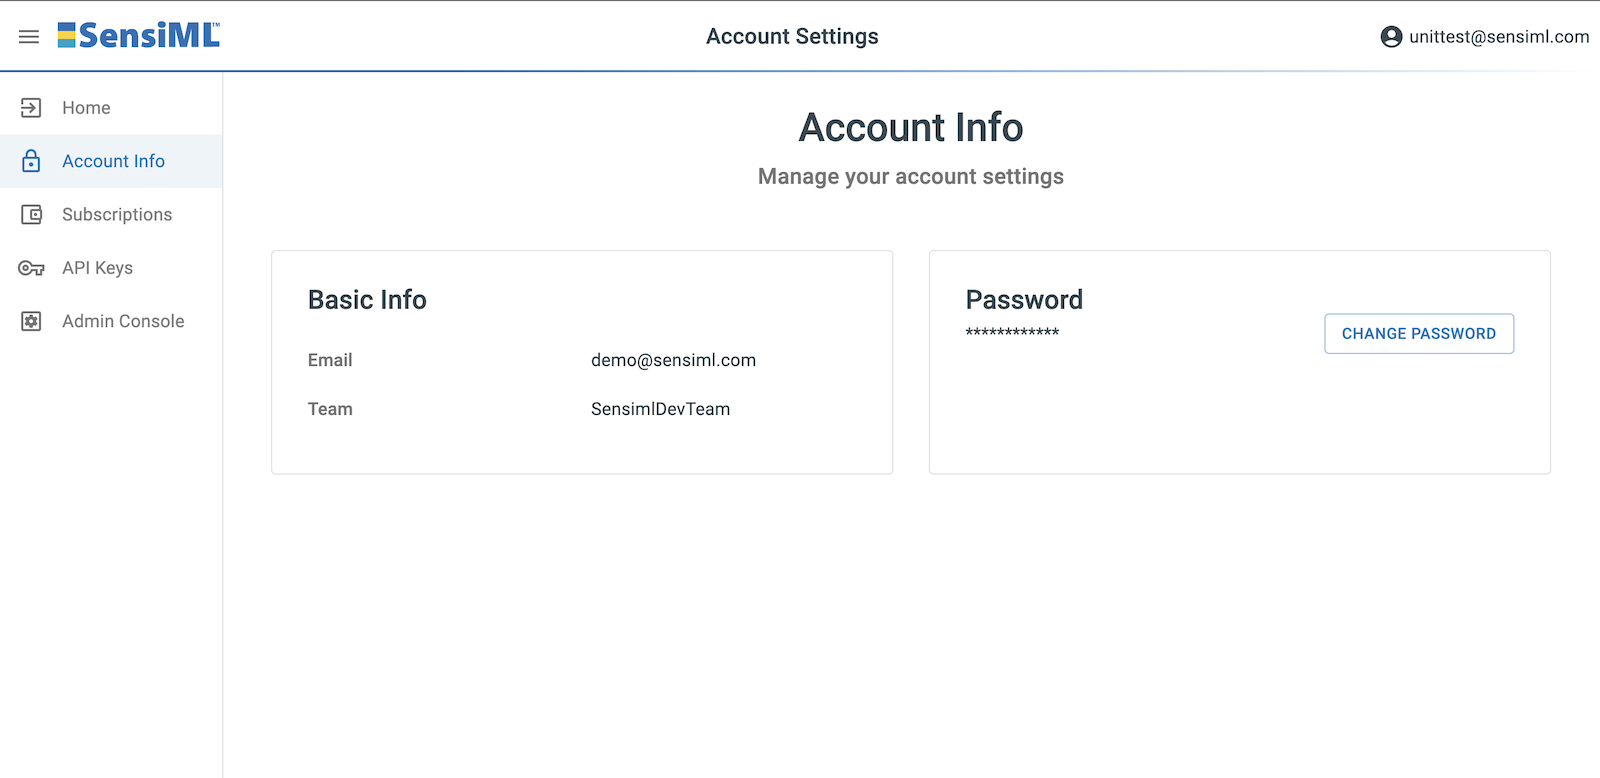 SensiML™
Account Settings
unittest@sensiml.com
Home
Account Info
Subscriptions
API Keys
Admin Console
Account Info
Manage your account settings
Basic Info
Email demo@sensiml.com
Team SensimlDevTeam
Password
************
CHANGE PASSWORD